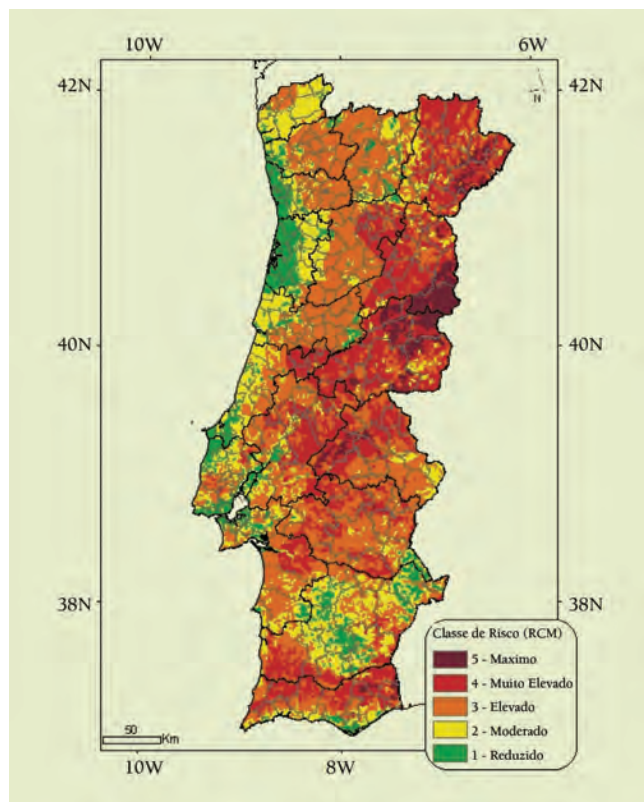 10W 6W
42N 42N
N
40N 40N
38N 38N
Classe de Risco (RCM)
5 - Maximo
4 - Muito Elevado
3 - Elevado
2 - Moderado
1 - Reduzido
50
Km
10W 8W